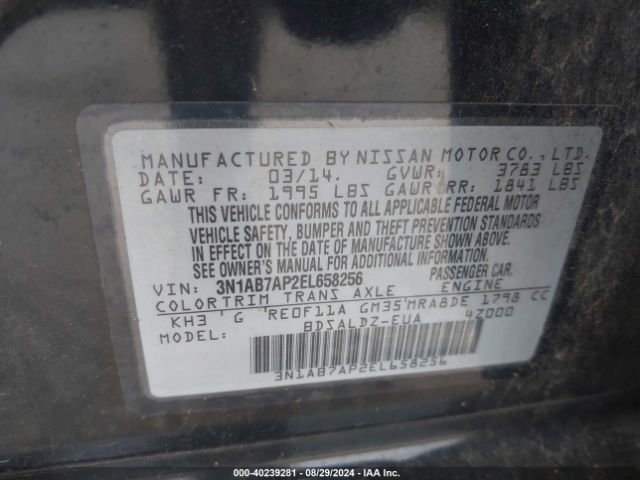 MANUFACTURED BY NISSAN MOTOR CO., LTD.
DATE: 03/14. GVWR: 3783 LBS
GAWR FR: 1995 LBS GAWR RR: 1841 LBS
THIS VEHICLE CONFORMS TO ALL APPLICABLE FEDERAL MOTOR
VEHICLE SAFETY, BUMPER AND THEFT PREVENTION STANDARDS
IN EFFECT ON THE DATE OF MANUFACTURE SHOWN ABOVE.
SEE OWNER'S MANUAL FOR ADDITIONAL INFORMATION.
VIN: 3N1AB7AP2EL658256 PASSENGER CAR.
COLOR TRIM TRANS AXLE ENGINE
KH3 'G 'RE0F11A GM35'MRA8DE 1798 CC
MODEL: BDSALDZ-EUA 4Z000
3N1AB7AP2EL658256
000-40239281 - 08/29/2024 - IAA Inc.